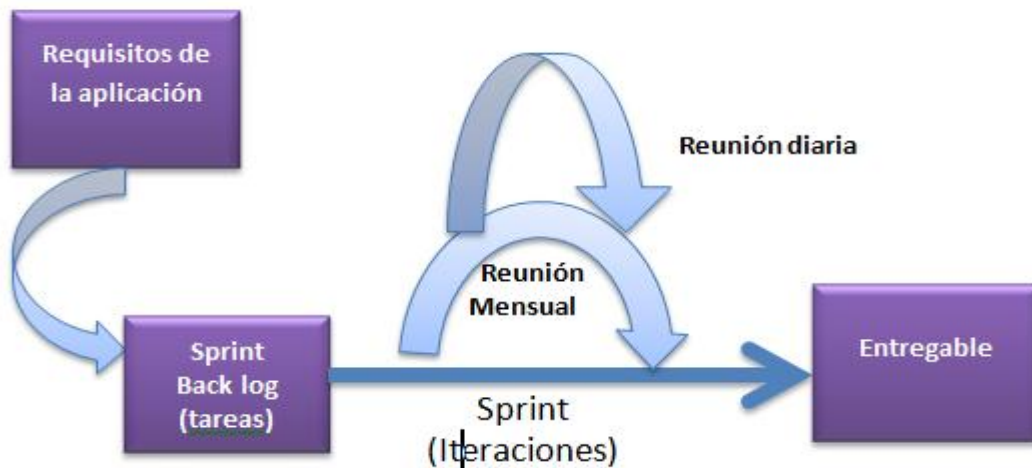 Requisitos de
la aplicación
Reunión diaria
Reunión
Mensual
Sprint
Back log
(tareas)
Entregable
Sprint
(Iteraciones)